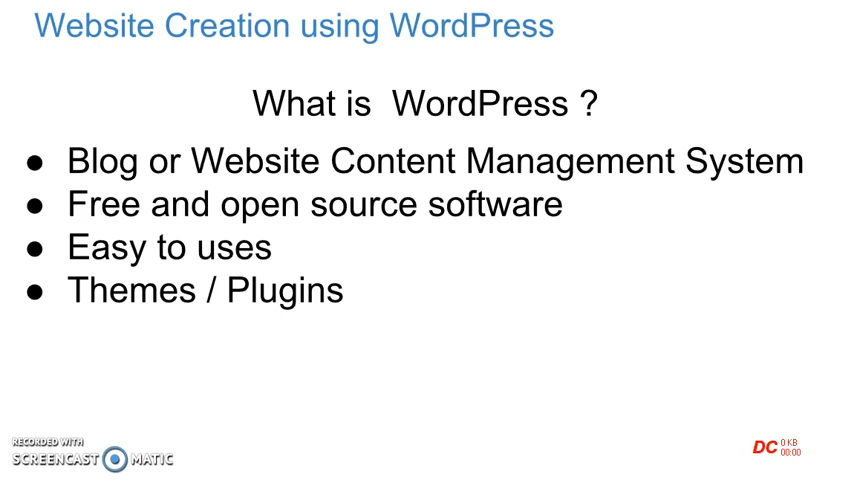 Website Creation using WordPress
What is WordPress ?
● Blog or Website Content Management System
● Free and open source software
● Easy to uses
● Themes / Plugins
RECORDED WITH
SCREENCAST MATIC
DC 0 KB
00:00